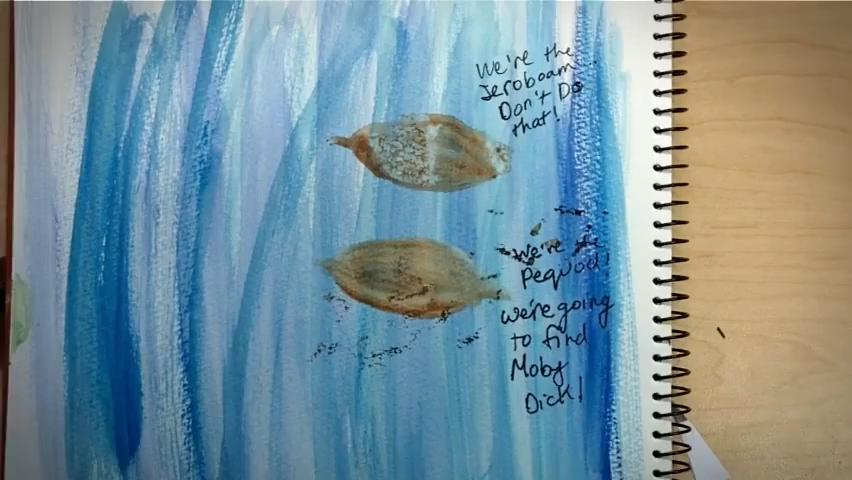 We're the
Jeroboam...
Don't Do
that!
We're the
Pequod!
we're going
to find
Moby
Dick!